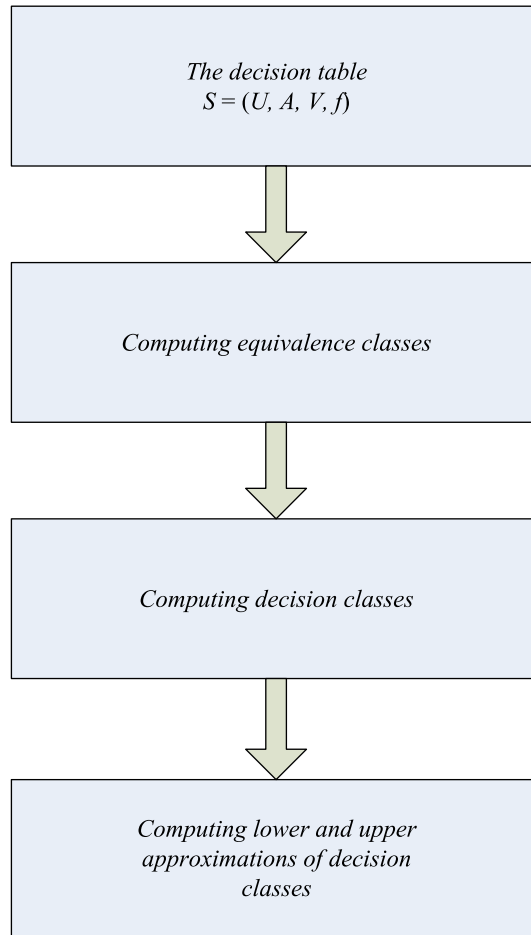 The decision table
S = (U, A, V, f)
Computing equivalence classes
Computing decision classes
Computing lower and upper
approximations of decision
classes